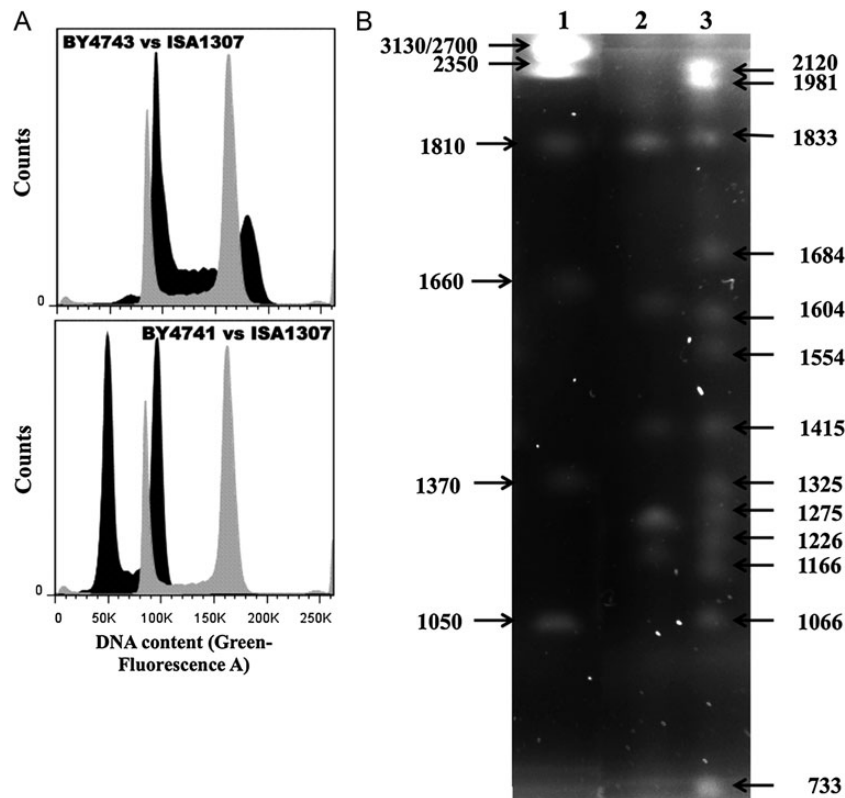 A
BY4743 vs ISA1307
Counts
0
BY4741 vs ISA1307
Counts
0
0 50K 100K 150K 200K 250K
DNA content (Green-
Fluorescence A)
B
1 2 3
3130/2700
2350
1810
1660
1370
1050
2120
1981
1833
1684
1604
1554
1415
1325
1275
1226
1166
1066
733